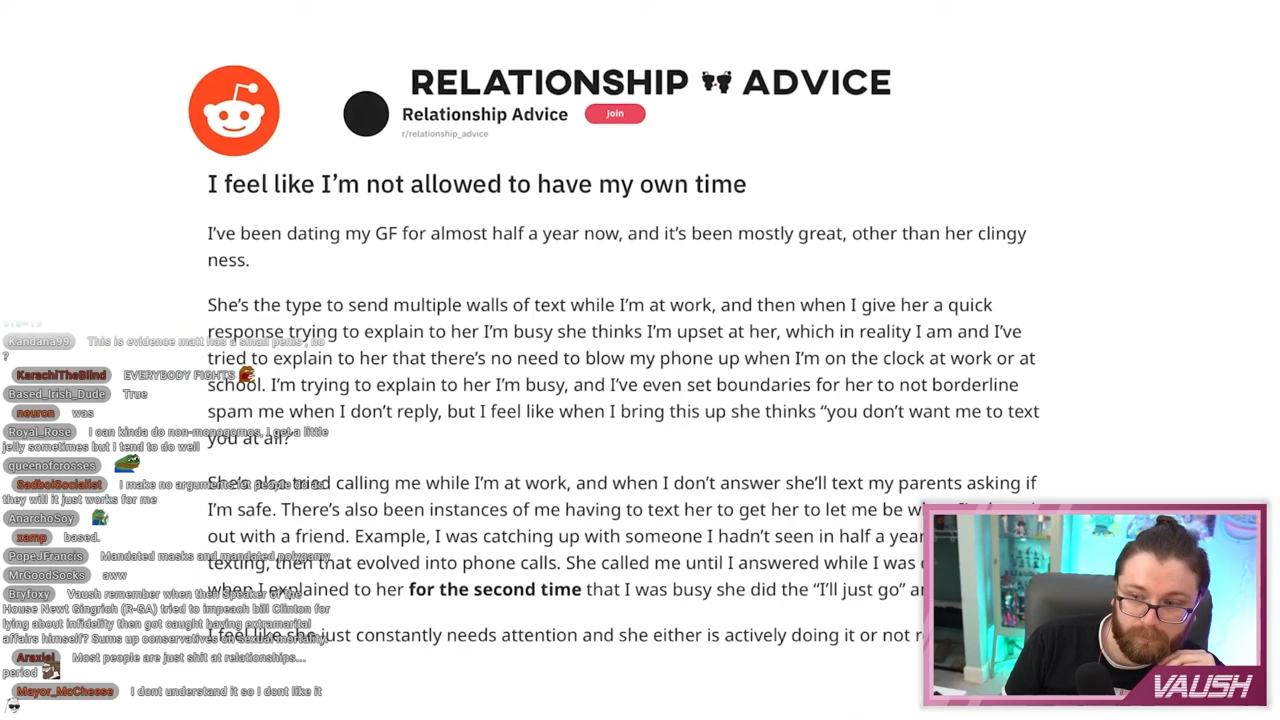 RELATIONSHIP ADVICE
Relationship Advice
Join
r/relationship_advice
I feel like I'm not allowed to have my own time
I've been dating my GF for almost half a year now, and it's been mostly great, other than her clingy
ness.
She's the type to send multiple walls of text while I'm at work, and then when I give her a quick
response trying to explain to her I'm busy she thinks I'm upset at her, which in reality I am and I've
tried to explain to her that there's no need to blow my phone up when I'm on the clock at work or at
school. I'm trying to explain to her I'm busy, and I've even set boundaries for her to not borderline
spam me when I don't reply, but I feel like when I bring this up she thinks “you don't want me to text
you at all?
She's also tried calling me while I'm at work, and when I don't answer she'll text my parents asking if
I'm safe. There's also been instances of me having to text her to get her to let me be
out with a friend. Example, I was catching up with someone I hadn't seen in half a year
texting, then that evolved into phone calls. She called me until I answered while I was
when I explained to her for the second time that I was busy she did the “I'll just go”
I feel like she just constantly needs attention and she either is actively doing it or not
Kandana99 This is evidence matt has a small penis, no
?
KarachiTheBlind EVERYBODY FIGHTS
Based_Irish_Dude True
neuron was
Royal_Rose I can kinda do non-monogomos, I get a little
jelly sometimes but I tend to do well
queenofcrosses
SadboiSocialist I make no arguments for people do as
they will it just works for me
AnarchoSoy
xamp based.
PopeJFrancis Mandated masks and mandated polygamy
MrGoodSocks aww
Bryfoxy Vaush remember when then Speaker of the
House Newt Gingrich (R-GA) tried to impeach bill Clinton for
lying about infidelity then got caught having extramarital
affairs himself? Sums up conservatives on sexual mortality.
Araxiel Most people are just shit at relationships...
period
Mayor_McCheese I dont understand it so I dont like it
VAUSH